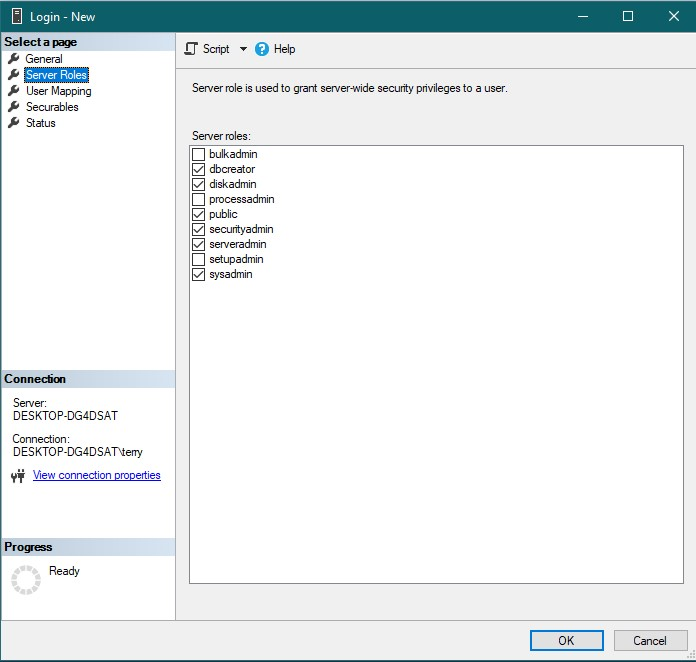 Login - New
Select a page
General
Server Roles
User Mapping
Securables
Status
Connection
Server:
DESKTOP-DG4DSAT
Connection:
DESKTOP-DG4DSAT\terry
View connection properties
Progress
Ready
Script
Help
Server role is used to grant server-wide security privileges to a user.
Server roles:
bulkadmin
dbcreator
diskadmin
processadmin
public
securityadmin
serveradmin
setupadmin
sysadmin
OK
Cancel